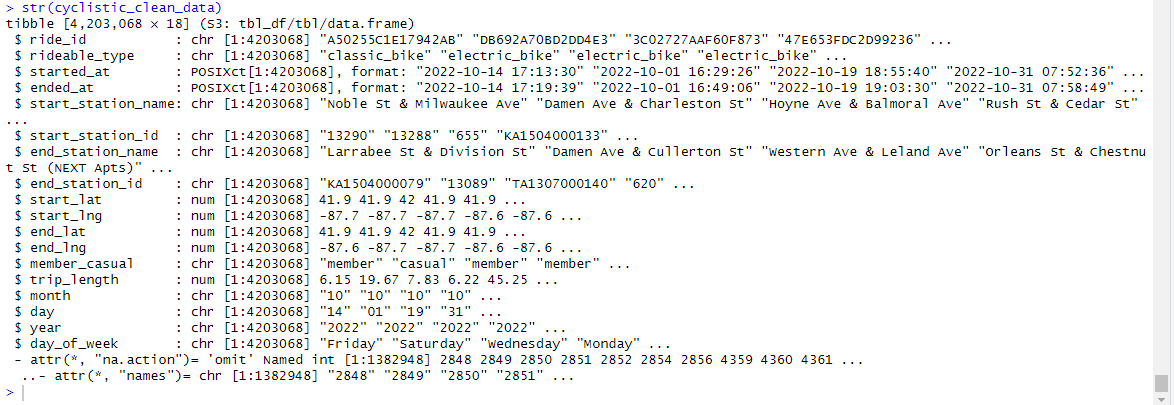 > str(cyclistic_clean_data)
tibble [4,203,068 × 18] (S3: tbl_df/tbl/data.frame)
 $ ride_id           : chr [1:4203068] "A50255C1E17942AB" "DB692A70BD2DD4E3" "3C02727AAF60F873" "47E653FDC2D99236" ...
 $ rideable_type     : chr [1:4203068] "classic_bike" "electric_bike" "electric_bike" "electric_bike" ...
 $ started_at        : POSIXct[1:4203068], format: "2022-10-14 17:13:30" "2022-10-01 16:29:26" "2022-10-19 18:55:40" "2022-10-31 07:52:36" ...
 $ ended_at          : POSIXct[1:4203068], format: "2022-10-14 17:19:39" "2022-10-01 16:49:06" "2022-10-19 19:03:30" "2022-10-31 07:58:49" ...
 $ start_station_name: chr [1:4203068] "Noble St & Milwaukee Ave" "Damen Ave & Charleston St" "Hoyne Ave & Balmoral Ave" "Rush St & Cedar St"
...
 $ start_station_id  : chr [1:4203068] "13290" "13288" "655" "KA1504000133" ...
 $ end_station_name  : chr [1:4203068] "Larrabee St & Division St" "Damen Ave & Cullerton St" "Western Ave & Leland Ave" "Orleans St & Chestnu
t St (NEXT Apts)" ...
 $ end_station_id    : chr [1:4203068] "KA1504000079" "13089" "TA1307000140" "620" ...
 $ start_lat         : num [1:4203068] 41.9 41.9 42 41.9 41.9 ...
 $ start_lng         : num [1:4203068] -87.7 -87.7 -87.7 -87.6 -87.6 ...
 $ end_lat           : num [1:4203068] 41.9 41.9 42 41.9 41.9 ...
 $ end_lng           : num [1:4203068] -87.6 -87.7 -87.7 -87.6 -87.6 ...
 $ member_casual     : chr [1:4203068] "member" "casual" "member" "member" ...
 $ trip_length       : num [1:4203068] 6.15 19.67 7.83 6.22 45.25 ...
 $ month             : chr [1:4203068] "10" "10" "10" "10" ...
 $ day               : chr [1:4203068] "14" "01" "19" "31" ...
 $ year              : chr [1:4203068] "2022" "2022" "2022" "2022" ...
 $ day_of_week       : chr [1:4203068] "Friday" "Saturday" "Wednesday" "Monday" ...
 - attr(*, "na.action")= 'omit' Named int [1:1382948] 2848 2849 2850 2851 2852 2854 2856 4359 4360 4361 ...
  ..- attr(*, "names")= chr [1:1382948] "2848" "2849" "2850" "2851" ...
>